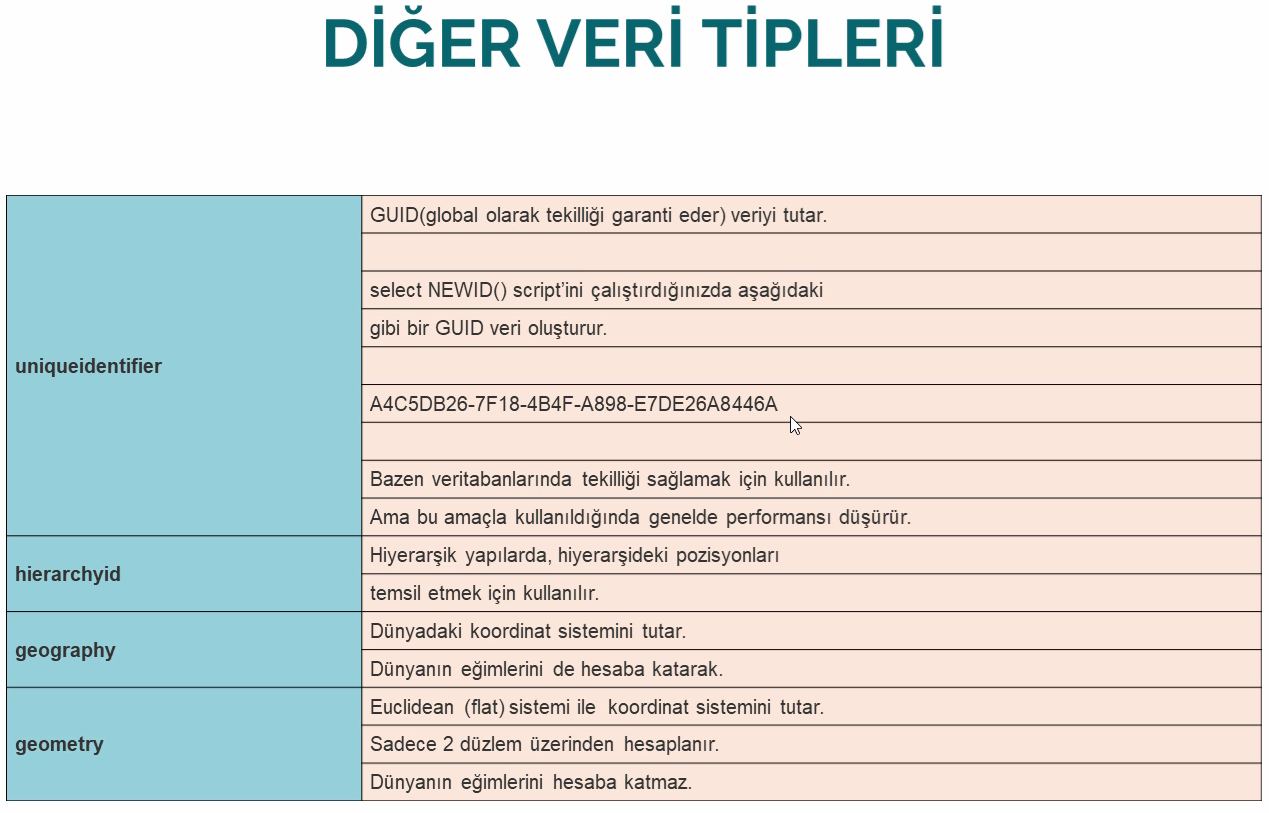 DİĞER VERİ TİPLERİ
uniqueidentifier
GUID(global olarak tekilliği garanti eder) veriyi tutar.
select NEWID() script’ini çalıştırdığınızda aşağıdaki
gibi bir GUID veri oluşturur.
A4C5DB26-7F18-4B4F-A898-E7DE26A8446A
Bazen veritabanlarında tekilliği sağlamak için kullanılır.
Ama bu amaçla kullanıldığında genelde performansı düşürür.
hierarchyid
Hiyerarşik yapılarda, hiyerarşideki pozisyonları
temsil etmek için kullanılır.
geography
Dünyadaki koordinat sistemini tutar.
Dünyanın eğimlerini de hesaba katarak.
geometry
Euclidean (flat) sistemi ile koordinat sistemini tutar.
Sadece 2 düzlem üzerinden hesaplanır.
Dünyanın eğimlerini hesaba katmaz.